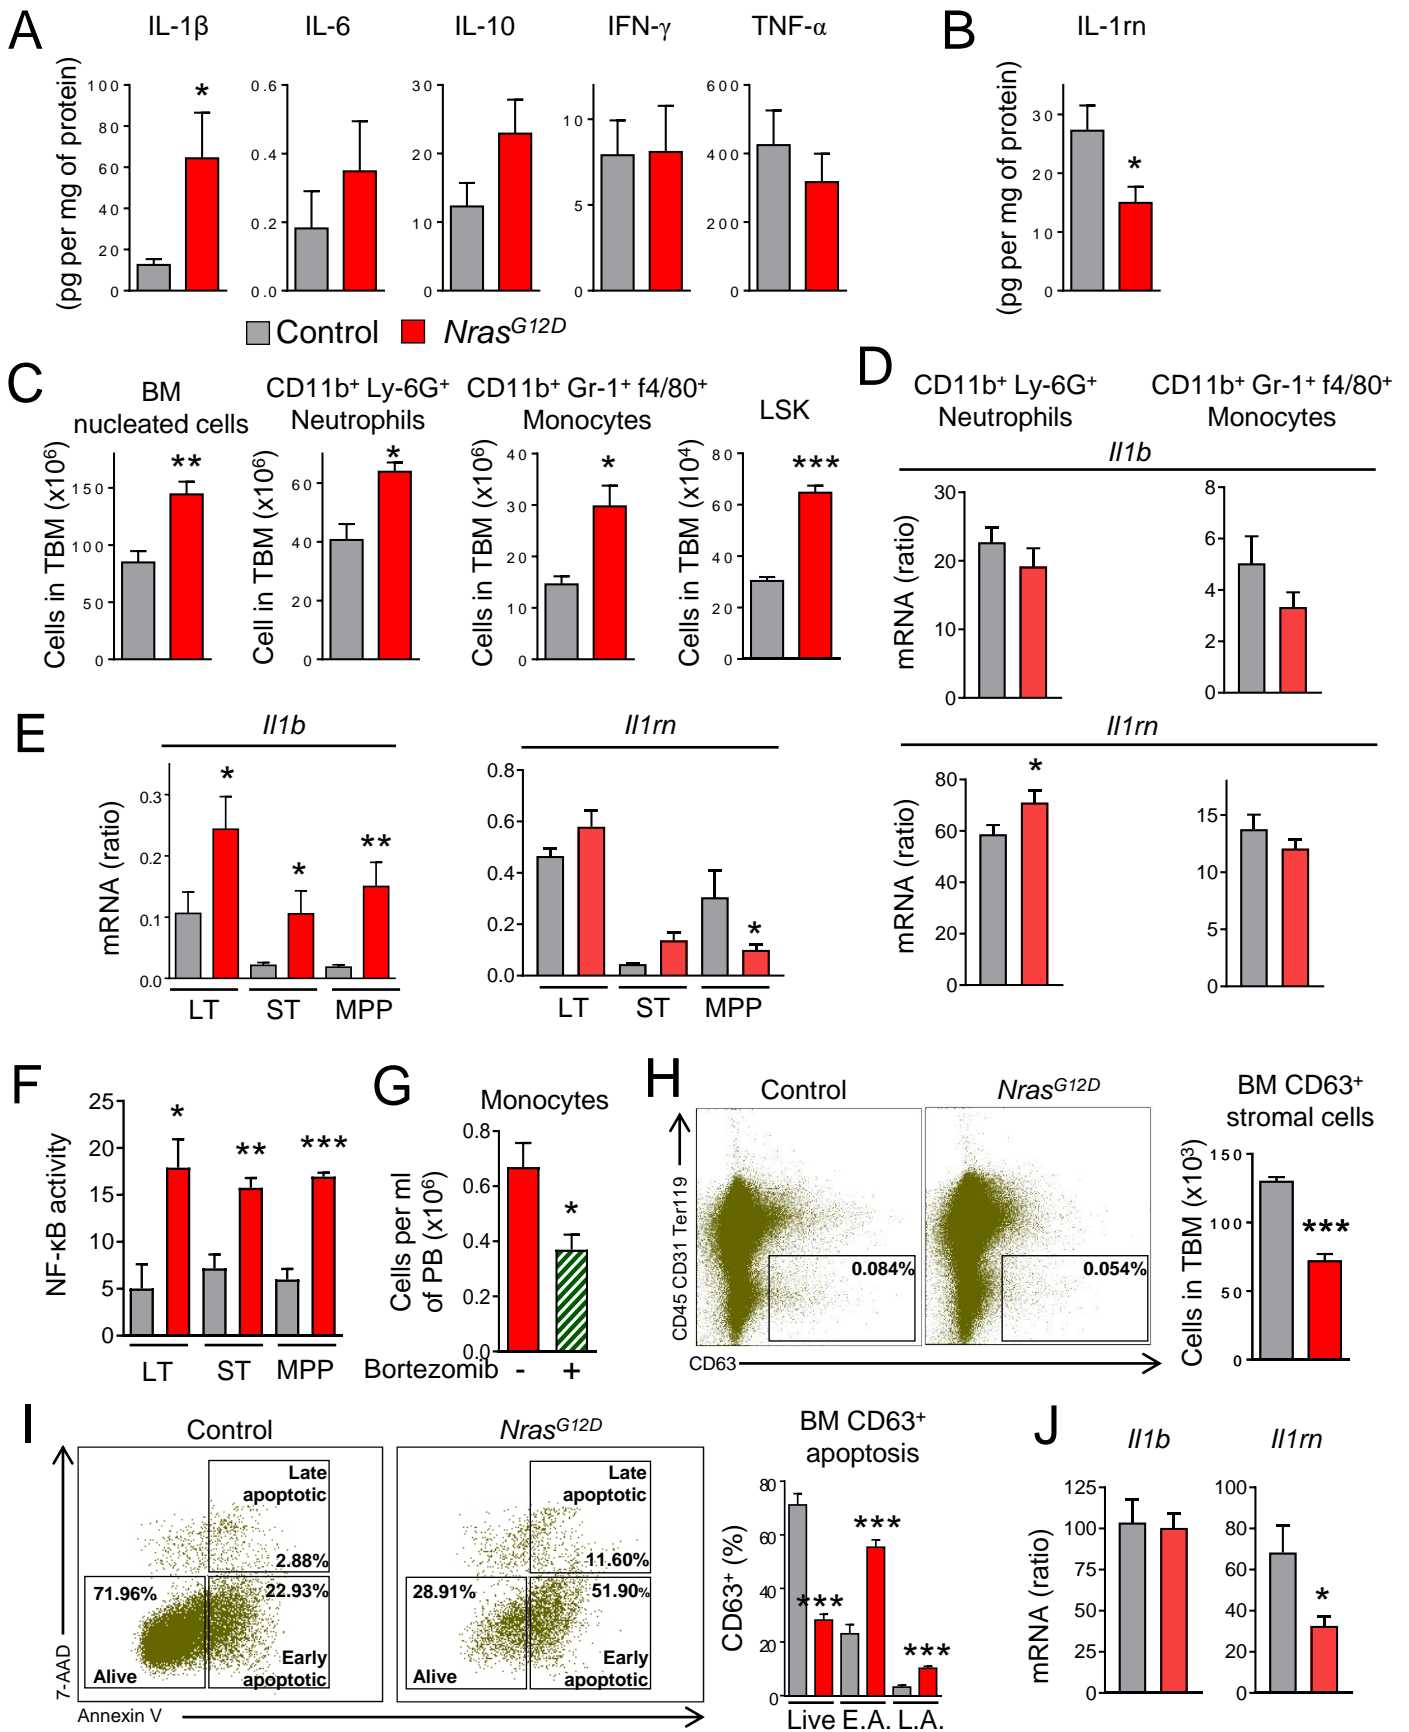 A
IL-1β
IL-6
IL-10
IFN-γ
TNF-α
(pg per mg of protein)
100
80
60
40
20
0
*
0.6
0.4
0.2
0.0
30
20
10
0
10
5
0
600
400
200
0
B
IL-1rn
(pg per mg of protein)
30
20
10
0
*
Control
NrasG12D
C
BM
nucleated cells
Cells in TBM (x10⁶)
150
100
50
0
**
CD11b⁺ Ly-6G⁺
Neutrophils
Cell in TBM (x10⁶)
60
40
20
0
*
CD11b⁺ Gr-1⁺ f4/80⁺
Monocytes
Cells in TBM (x10⁶)
40
30
20
10
0
*
LSK
Cells in TBM (x10⁴)
80
60
40
20
0
***
D
CD11b⁺ Ly-6G⁺
Neutrophils
CD11b⁺ Gr-1⁺ f4/80⁺
Monocytes
Il1b
mRNA (ratio)
30
20
10
0
8
6
4
2
0
Il1rn
mRNA (ratio)
80
60
40
20
0
*
15
10
5
0
E
Il1b
mRNA (ratio)
0.3
0.2
0.1
0.0
*
*
**
LT
ST
MPP
Il1rn
0.8
0.6
0.4
0.2
0.0
*
LT
ST
MPP
F
NF-κB activity
25
20
15
10
5
0
*
**
***
LT
ST
MPP
G
Monocytes
Cells per ml
of PB (x10⁶)
0.8
0.6
0.4
0.2
0.0
*
Bortezomib - +
H
Control
NrasG12D
CD45 CD31 Ter119
0.084%
0.054%
CD63
BM CD63⁺
stromal cells
Cells in TBM (x10³)
150
100
50
0
***
I
Control
NrasG12D
7-AAD
Late
apoptotic
2.88%
71.96%
22.93%
Alive
Early
apoptotic
Late
apoptotic
11.60%
28.91%
51.90%
Alive
Early
apoptotic
Annexin V
BM CD63⁺
apoptosis
CD63⁺ (%)
80
60
40
20
0
***
***
***
Live E.A. L.A.
J
Il1b
Il1rn
mRNA (ratio)
125
100
75
50
25
0
100
80
60
40
20
0
*